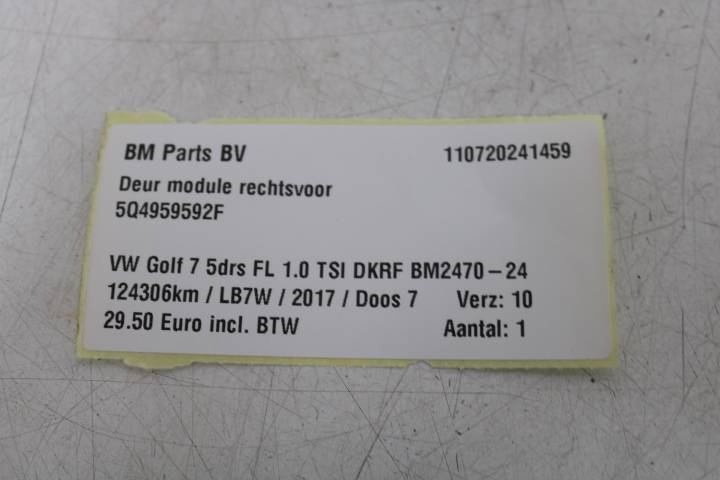 BM Parts BV 110720241459
Deur module rechtsvoor
5Q4959592F
VW Golf 7 5drs FL 1.0 TSI DKRF BM2470-24
124306km / LB7W / 2017 / Doos 7 Verz: 10
29.50 Euro incl. BTW Aantal: 1